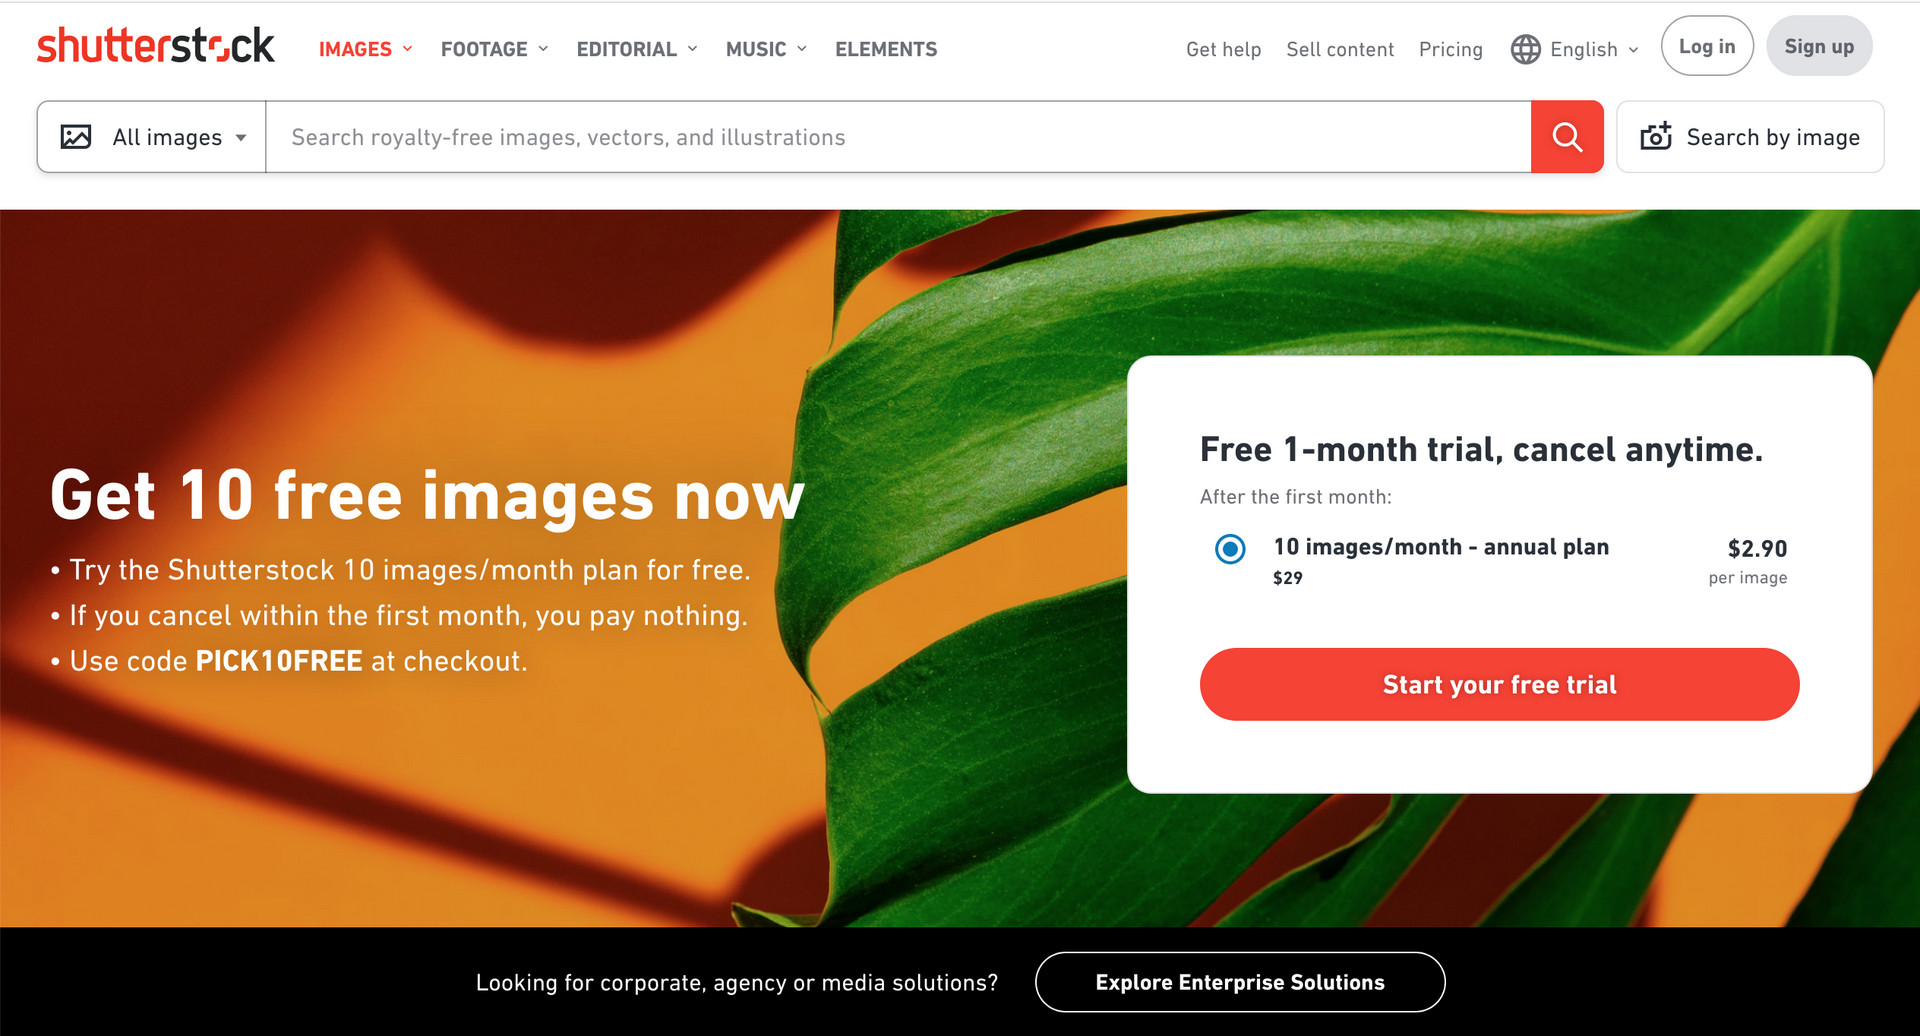 shutterstock
IMAGES FOOTAGE EDITORIAL MUSIC ELEMENTS
Get help Sell content Pricing English Log in Sign up
All images
Search royalty-free images, vectors, and illustrations
Search by image
Get 10 free images now
• Try the Shutterstock 10 images/month plan for free.
• If you cancel within the first month, you pay nothing.
• Use code PICK10FREE at checkout.
Free 1-month trial, cancel anytime.
After the first month:
10 images/month - annual plan $2.90
$29 per image
Start your free trial
Looking for corporate, agency or media solutions? Explore Enterprise Solutions